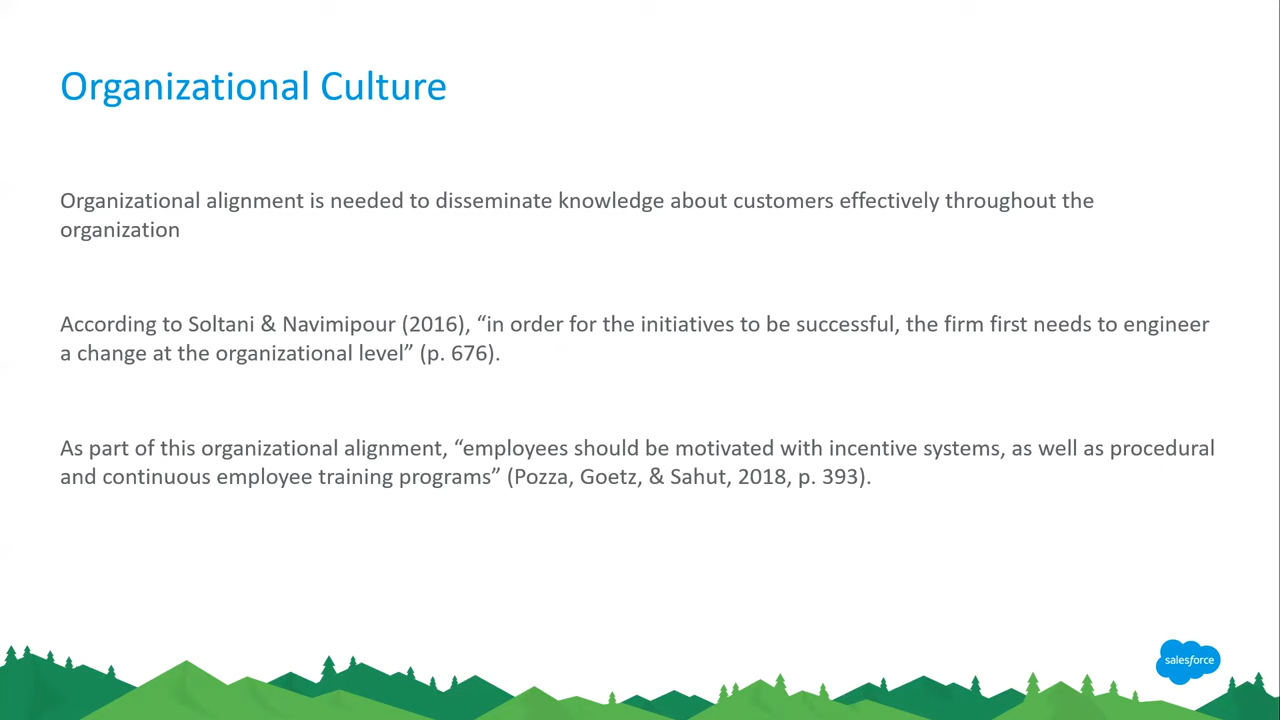 Organizational Culture
Organizational alignment is needed to disseminate knowledge about customers effectively throughout the
organization
According to Soltani & Navimipour (2016), “in order for the initiatives to be successful, the firm first needs to engineer
a change at the organizational level” (p. 676).
As part of this organizational alignment, “employees should be motivated with incentive systems, as well as procedural
and continuous employee training programs” (Pozza, Goetz, & Sahut, 2018, p. 393).
salesforce